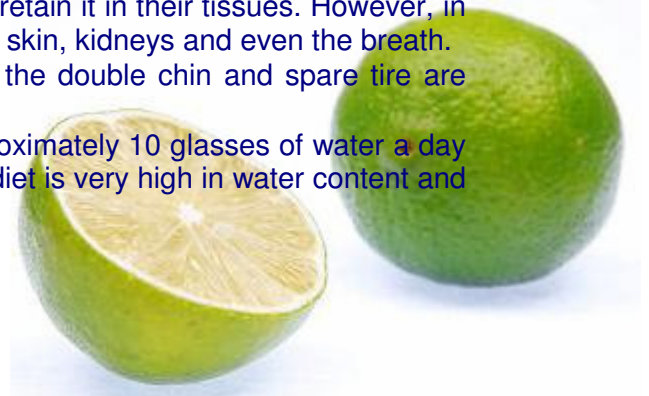 retain it in their tissues. However, in
skin, kidneys and even the breath.
the double chin and spare tire are
oximately 10 glasses of water a day
diet is very high in water content and